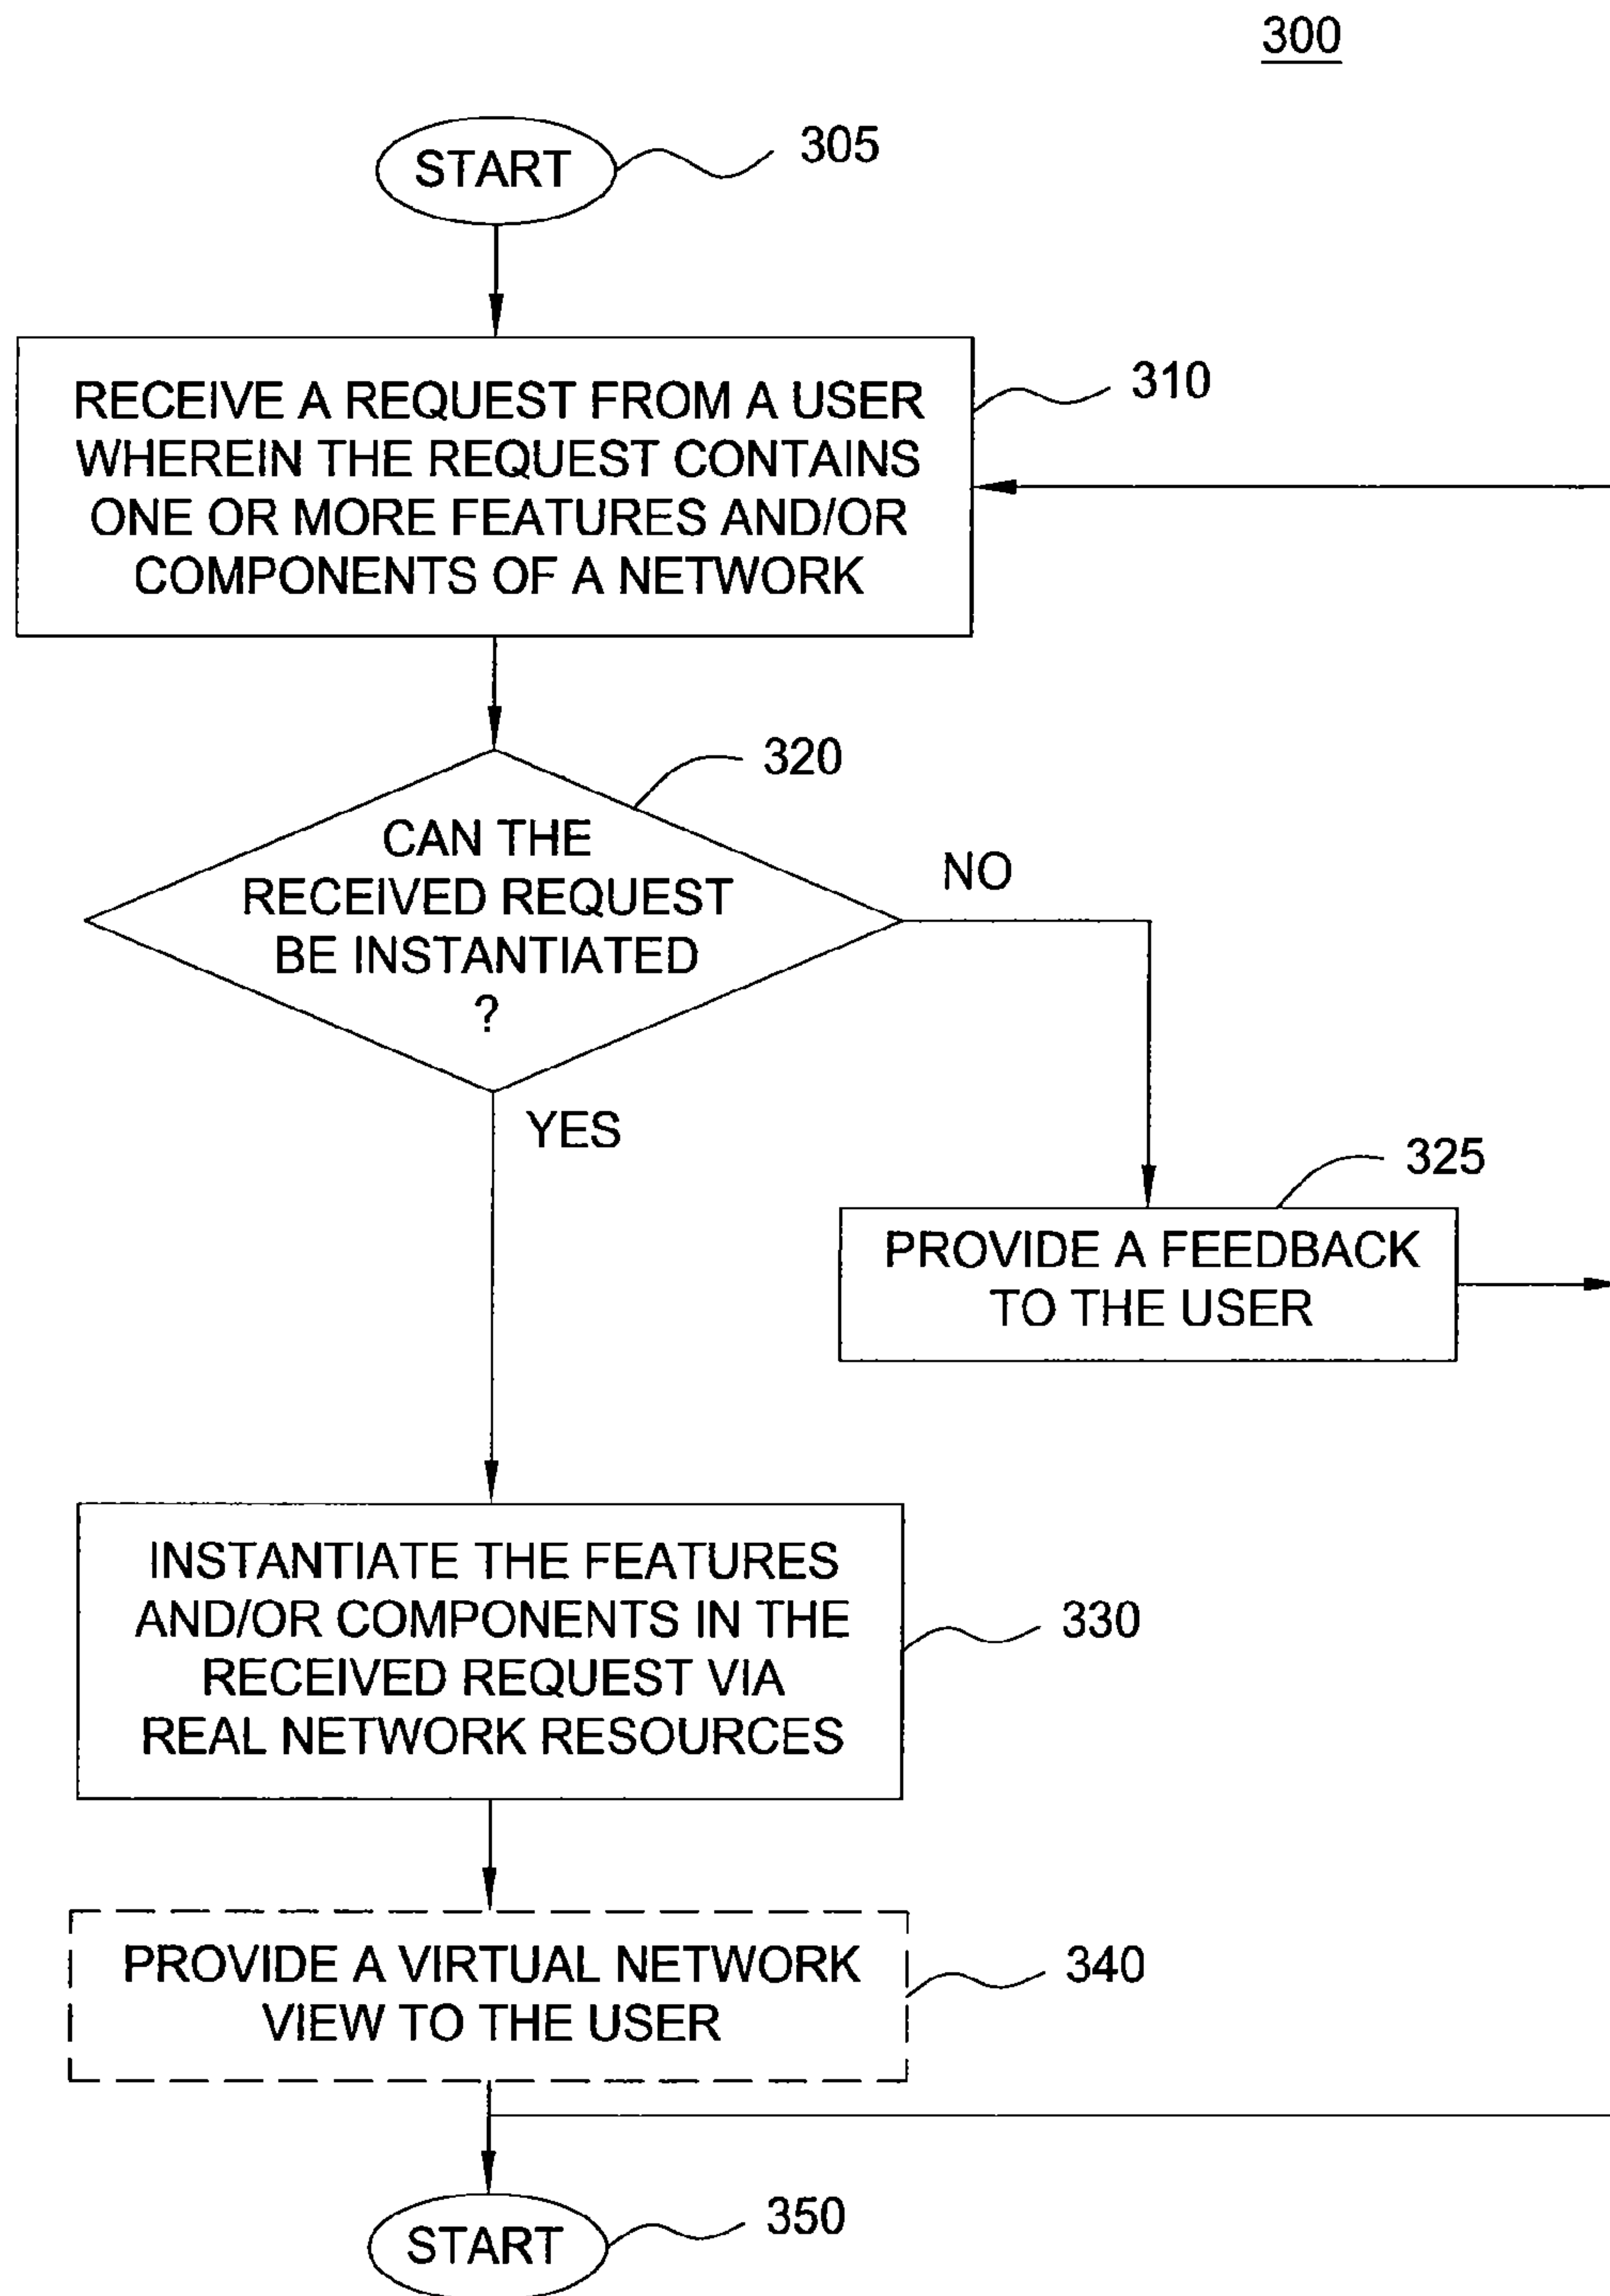 300
START
305
RECEIVE A REQUEST FROM A USER
WHEREIN THE REQUEST CONTAINS
ONE OR MORE FEATURES AND/OR
COMPONENTS OF A NETWORK
310
320
CAN THE
RECEIVED REQUEST
BE INSTANTIATED
?
NO
YES
325
PROVIDE A FEEDBACK
TO THE USER
INSTANTIATE THE FEATURES
AND/OR COMPONENTS IN THE
RECEIVED REQUEST VIA
REAL NETWORK RESOURCES
330
PROVIDE A VIRTUAL NETWORK
VIEW TO THE USER
340
START
350